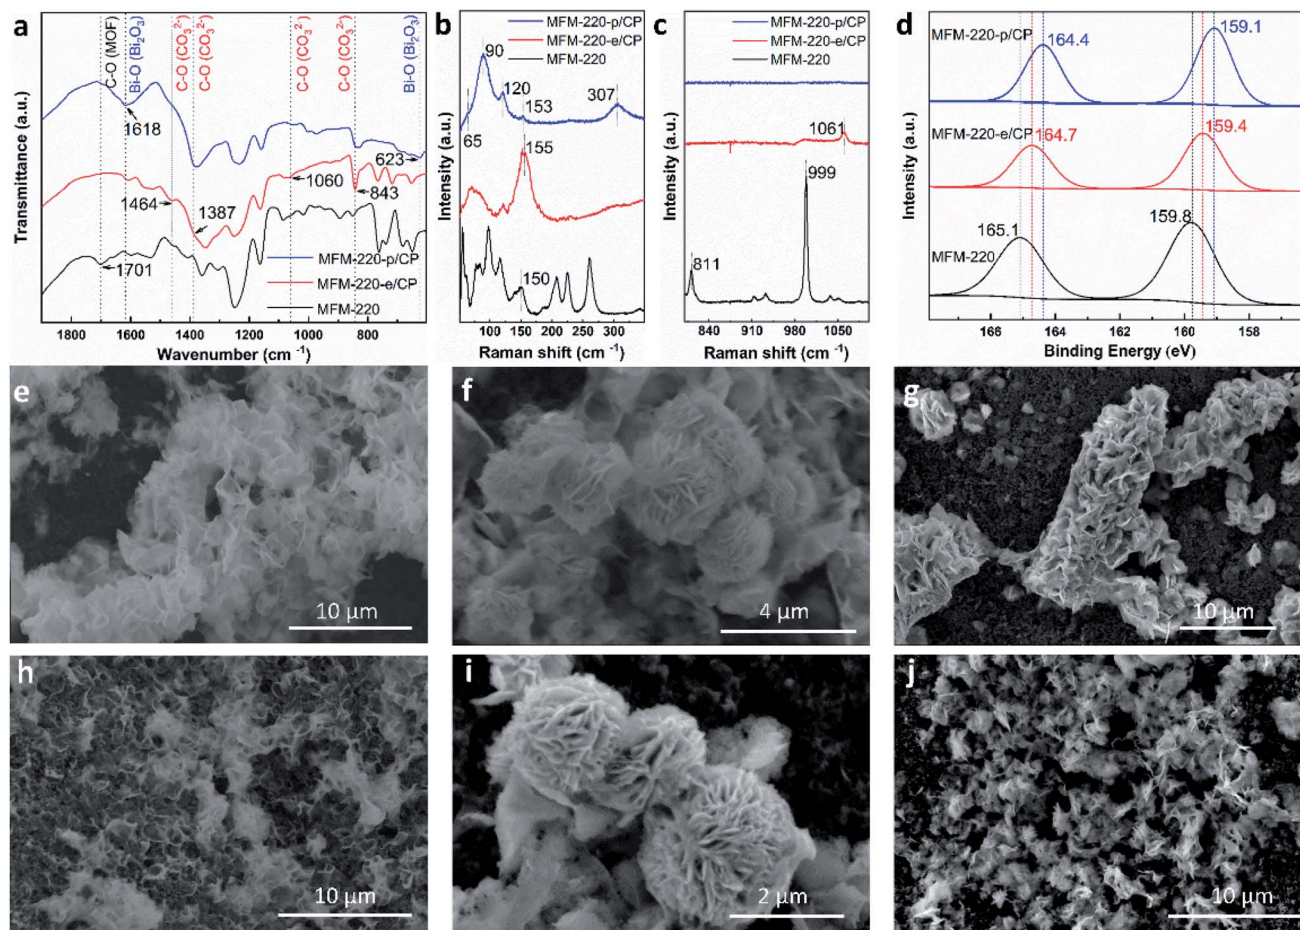 a
Transmittance (a.u.)
C-O (MOF)
Bi-O (Bi₂O₃)
C-O (CO₃²⁻)
C-O (CO₃²⁻)
C-O (CO₃²⁻)
C-O (CO₃²⁻)
Bi-O (Bi₂O₃)
1618
623
1060
843
1464
1387
1701
MFM-220-p/CP
MFM-220-e/CP
MFM-220
1800 1600 1400 1200 1000 800
Wavenumber (cm ⁻¹)
b
Intensity (a.u.)
MFM-220-p/CP
MFM-220-e/CP
MFM-220
90
120
153
307
65
155
150
50 100 150 200 250 300
Raman shift (cm⁻¹)
c
Intensity (a.u.)
MFM-220-p/CP
MFM-220-e/CP
MFM-220
1061
999
811
840 910 980 1050
Raman shift (cm⁻¹)
d
Intensity (a.u.)
MFM-220-p/CP
164.4
159.1
MFM-220-e/CP
164.7
159.4
165.1
159.8
MFM-220
166 164 162 160 158
Binding Energy (eV)
e
10 µm
f
4 µm
g
10 µm
h
10 µm
i
2 µm
j
10 µm